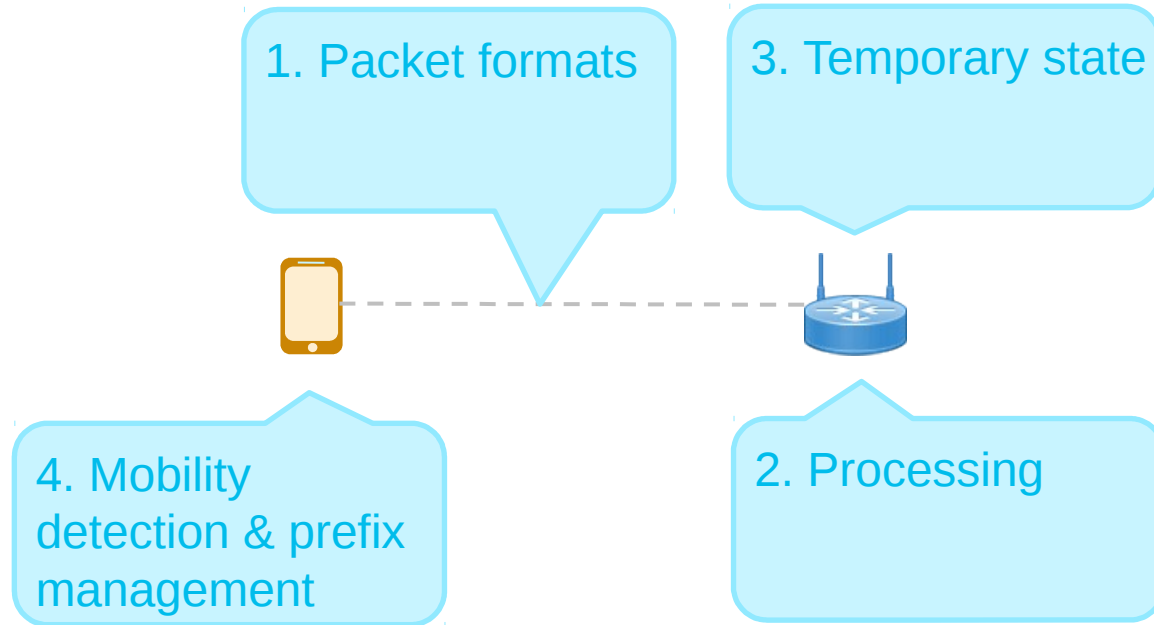 1. Packet formats
3. Temporary state
4. Mobility
detection & prefix
management
2. Processing